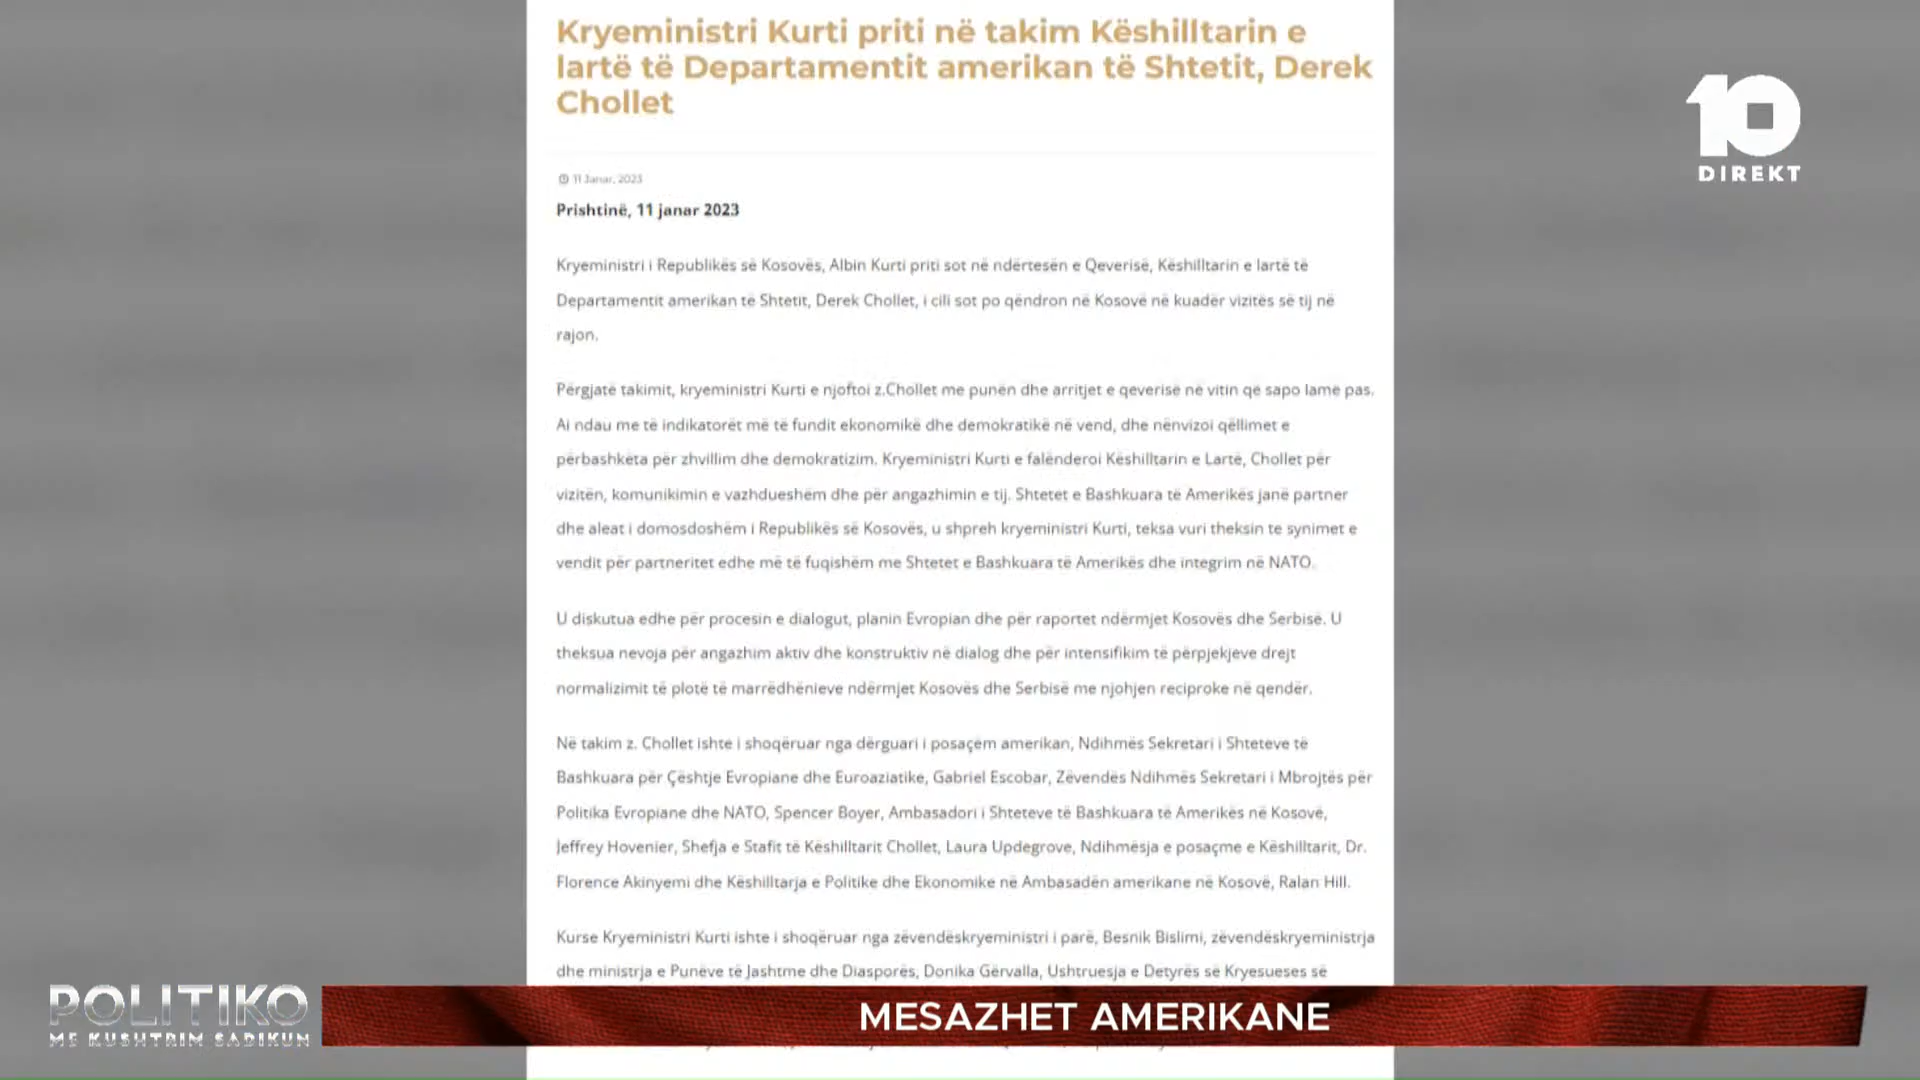 Kryeministri Kurti priti në takim Këshilltarin e
lartë të Departamentit amerikan të Shtetit, Derek
Chollet
10
DIREKT
11 Janar, 2023
Prishtinë, 11 janar 2023
Kryeministri i Republikës së Kosovës, Albin Kurti priti sot në ndërtesën e Qeverisë, Këshilltarin e lartë të
Departamentit amerikan të Shtetit, Derek Chollet, i cili sot po qëndron në Kosovë në kuadër vizitës së tij në
rajon.
Përgjatë takimit, kryeministri Kurti e njoftoi z.Chollet me punën dhe arritjet e qeverisë në vitin që sapo lamë pas.
Ai ndau me të indikatorët më të fundit ekonomikë dhe demokratikë në vend, dhe nënvizoi qëllimet e
përbashkëta për zhvillim dhe demokratizim. Kryeministri Kurti e falënderoi Këshilltarin e Lartë, Chollet për
vizitën, komunikimin e vazhdueshëm dhe për angazhimin e tij. Shtetet e Bashkuara të Amerikës janë partner
dhe aleat i domosdoshëm i Republikës së Kosovës, u shpreh kryeministri Kurti, teksa vuri theksin te synimet e
vendit për partneritet edhe më të fuqishëm me Shtetet e Bashkuara të Amerikës dhe integrim në NATO.
U diskutua edhe për procesin e dialogut, planin Evropian dhe për raportet ndërmjet Kosovës dhe Serbisë. U
theksua nevoja për angazhim aktiv dhe konstruktiv në dialog dhe për intensifikim të përpjekjeve drejt
normalizimit të plotë të marrëdhënieve ndërmjet Kosovës dhe Serbisë me njohjen reciproke në qendër.
Në takim z. Chollet ishte i shoqëruar nga dërguari i posaçëm amerikan, Ndihmës Sekretari i Shteteve të
Bashkuara për Çështje Evropiane dhe Euroaziatike, Gabriel Escobar, Zëvendës Ndihmës Sekretari i Mbrojtës për
Politika Evropiane dhe NATO, Spencer Boyer, Ambasadori i Shteteve të Bashkuara të Amerikës në Kosovë,
Jeffrey Hovenier, Shefja e Stafit të Këshilltarit Chollet, Laura Updegrove, Ndihmësja e posaçme e Këshilltarit, Dr.
Florence Akinyemi dhe Këshilltarja e Politike dhe Ekonomike në Ambasadën amerikane në Kosovë, Ralan Hill.
Kurse Kryeministri Kurti ishte i shoqëruar nga zëvendëskryeministri i parë, Besnik Bislimi, zëvendëskryeministrja
dhe ministrja e Punëve të Jashtme dhe Diasporës, Donika Gërvalla, Ushtruesja e Detyrës së Kryesueses së
POLITIKO
ME KUSHTRIM SADIKUN
MESAZHET AMERIKANE